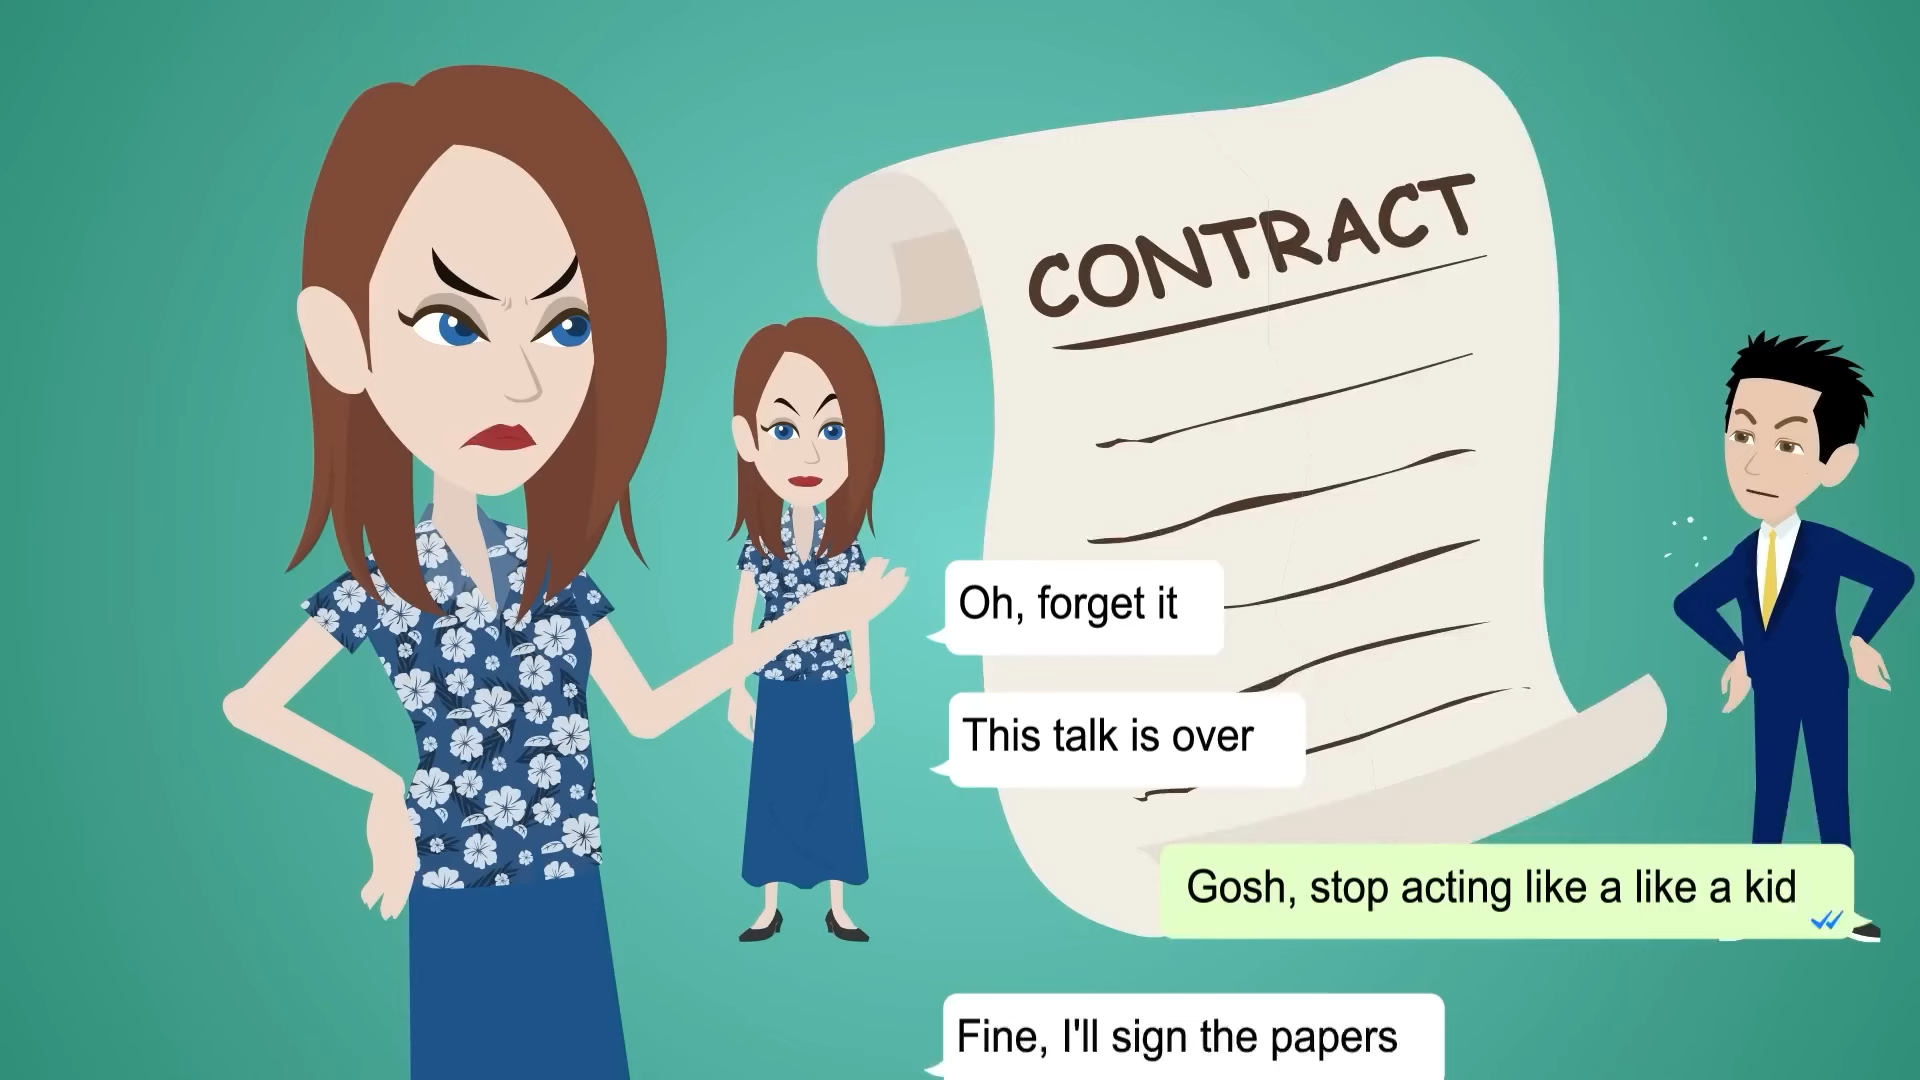 CONTRACT
Oh, forget it
This talk is over
Gosh, stop acting like a like a kid
Fine, I'll sign the papers